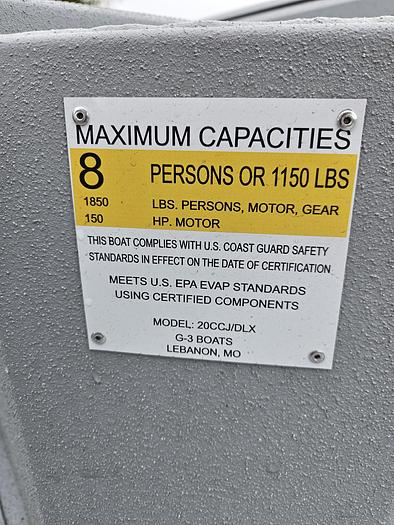 MAXIMUM CAPACITIES
8 PERSONS OR 1150 LBS
1850 LBS. PERSONS, MOTOR, GEAR
150 HP. MOTOR
THIS BOAT COMPLIES WITH U.S. COAST GUARD SAFETY
STANDARDS IN EFFECT ON THE DATE OF CERTIFICATION
MEETS U.S. EPA EVAP STANDARDS
USING CERTIFIED COMPONENTS
MODEL: 20CCJ/DLX
G-3 BOATS
LEBANON, MO